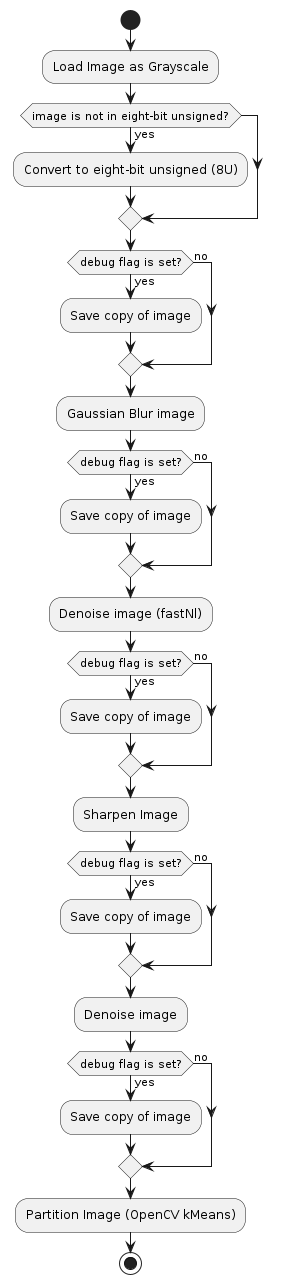 Load Image as Grayscale
image is not in eight-bit unsigned?
yes
Convert to eight-bit unsigned (8U)
debug flag is set?
no
yes
Save copy of image
Gaussian Blur image
debug flag is set?
no
yes
Save copy of image
Denoise image (fastNl)
debug flag is set?
no
yes
Save copy of image
Sharpen Image
debug flag is set?
no
yes
Save copy of image
Denoise image
debug flag is set?
no
yes
Save copy of image
Partition Image (OpenCV kMeans)